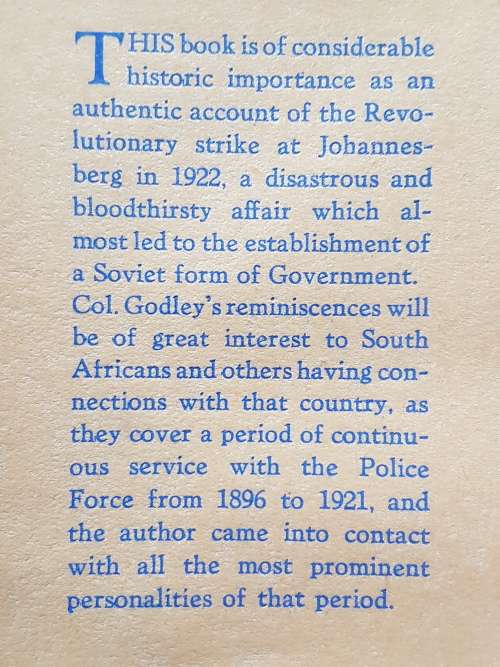 THIS book is of considerable
historic importance as an
authentic account of the Revo-
lutionary strike at Johannes-
berg in 1922, a disastrous and
bloodthirsty affair which al-
most led to the establishment of
a Soviet form of Government.
Col. Godley's reminiscences will
be of great interest to South
Africans and others having con-
nections with that country, as
they cover a period of continu-
ous service with the Police
Force from 1896 to 1921, and
the author came into contact
with all the most prominent
personalities of that period.